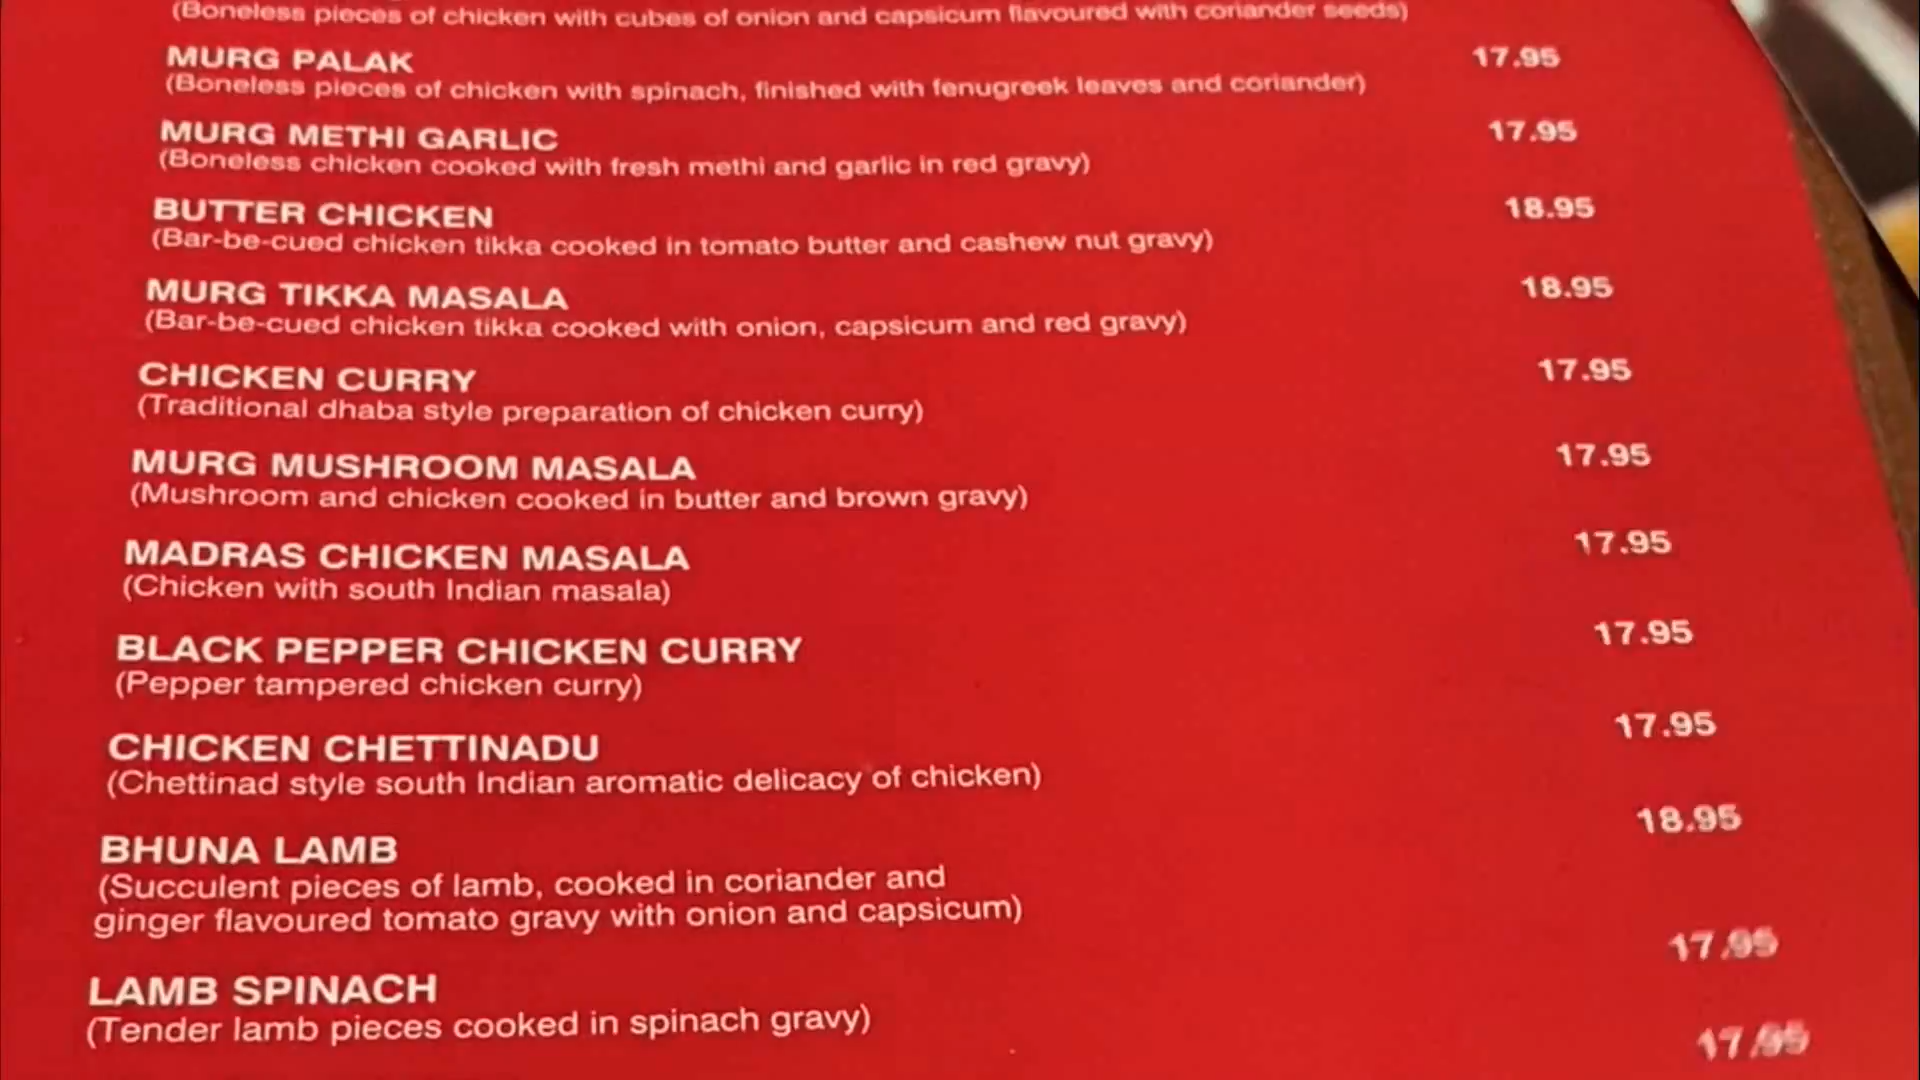 (Boneless pieces of chicken with cubes of onion and capsicum flavoured with coriander seeds)
MURG PALAK 17.95
(Boneless pieces of chicken with spinach, finished with fenugreek leaves and coriander)
MURG METHI GARLIC 17.95
(Boneless chicken cooked with fresh methi and garlic in red gravy)
BUTTER CHICKEN 18.95
(Bar-be-cued chicken tikka cooked in tomato butter and cashew nut gravy)
MURG TIKKA MASALA 18.95
(Bar-be-cued chicken tikka cooked with onion, capsicum and red gravy)
CHICKEN CURRY 17.95
(Traditional dhaba style preparation of chicken curry)
MURG MUSHROOM MASALA 17.95
(Mushroom and chicken cooked in butter and brown gravy)
MADRAS CHICKEN MASALA 17.95
(Chicken with south Indian masala)
BLACK PEPPER CHICKEN CURRY 17.95
(Pepper tampered chicken curry)
CHICKEN CHETTINADU 17.95
(Chettinad style south Indian aromatic delicacy of chicken)
BHUNA LAMB 18.95
(Succulent pieces of lamb, cooked in coriander and
ginger flavoured tomato gravy with onion and capsicum)
LAMB SPINACH 17.95
(Tender lamb pieces cooked in spinach gravy)
17.95